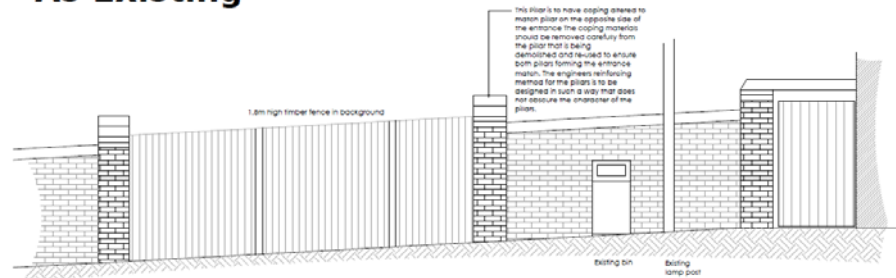 As Existing
This Pillar is to have coping altered to
match pillar on the opposite side of
the entrance The coping materials
should be removed carefully from
the pillar that is being
demolished and re-used to ensure
both pillars forming the entrance
match. The engineers reinforcing
method for the pillars is to be
designed in such a way that does
not obscure the character of the
pillars.
1.8m high timber fence in background
Existing bin
Existing
lamp post